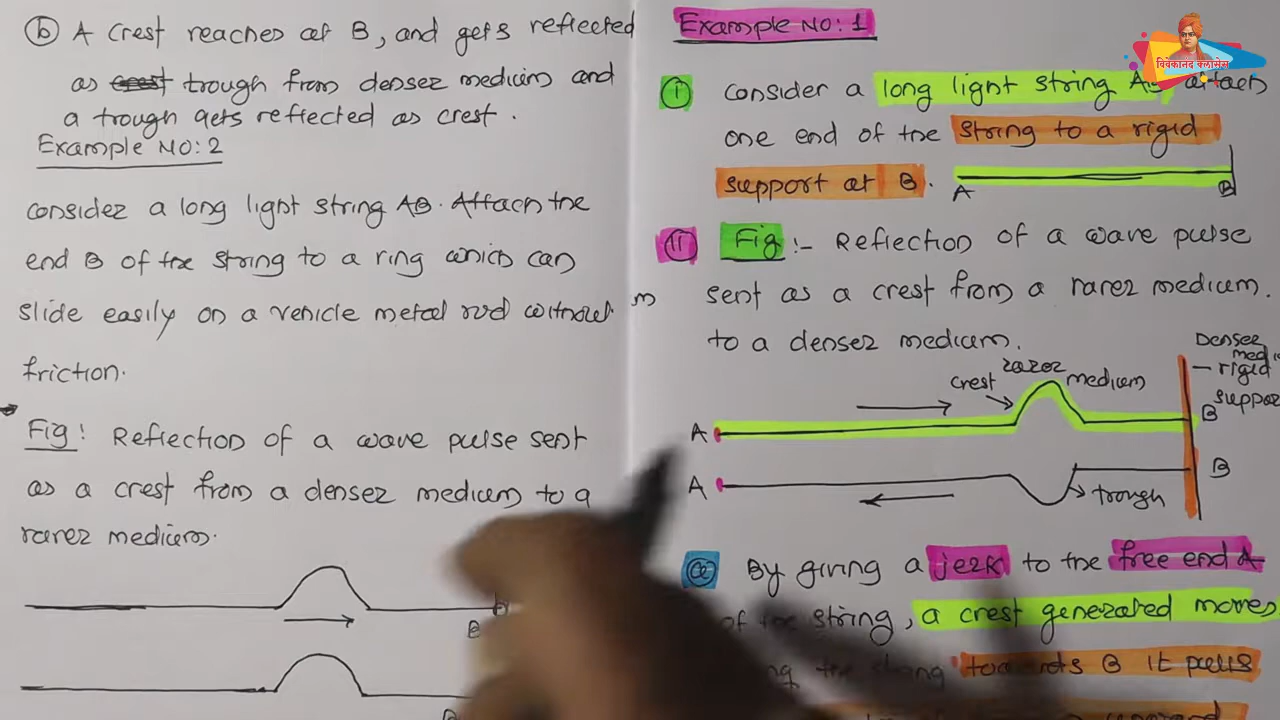 ⓑ A crest reaches at B, and gets reflected
as crest trough from denser medium and
a trough gets reflected as crest.
Example NO: 2
Consider a long light string AB. Attach the
end B of the string to a ring which can
slide easily on a vehicle metal rod without
friction.
Fig: Reflection of a wave pulse sent
as a crest from a denser medium to a
rarer medium.
B
B
Example NO: 1
विवेकानंद क्लासेस
(i) Consider a long light string AB attach
one end of the string to a rigid
support at B.
A B
(ii) Fig :- Reflection of a wave pulse
sent as a crest from a rarer medium.
to a denser medium.
Denser
rigid
support
crest
rarer
medium
A B
A B
trough
ⓐ By giving a jerk to the free end A
of the string, a crest generated moves
the string towards B it pulls